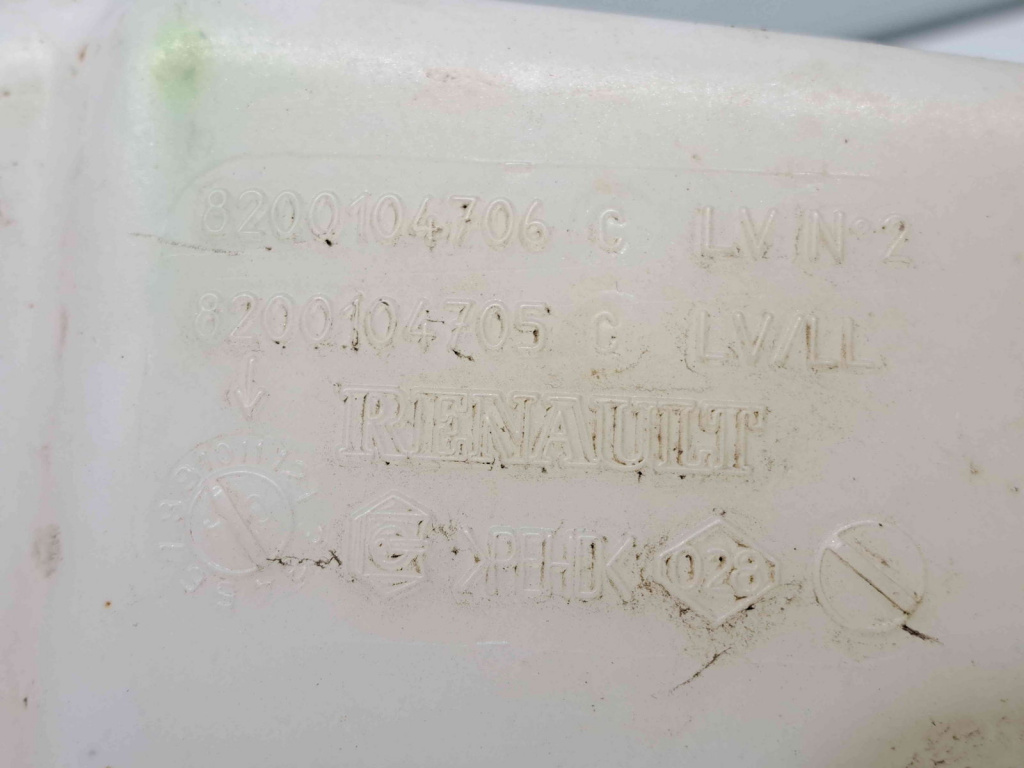 8200104706 C LV/N°2
8200104705 C LV/LL
RENAULT
>PEHD<
028